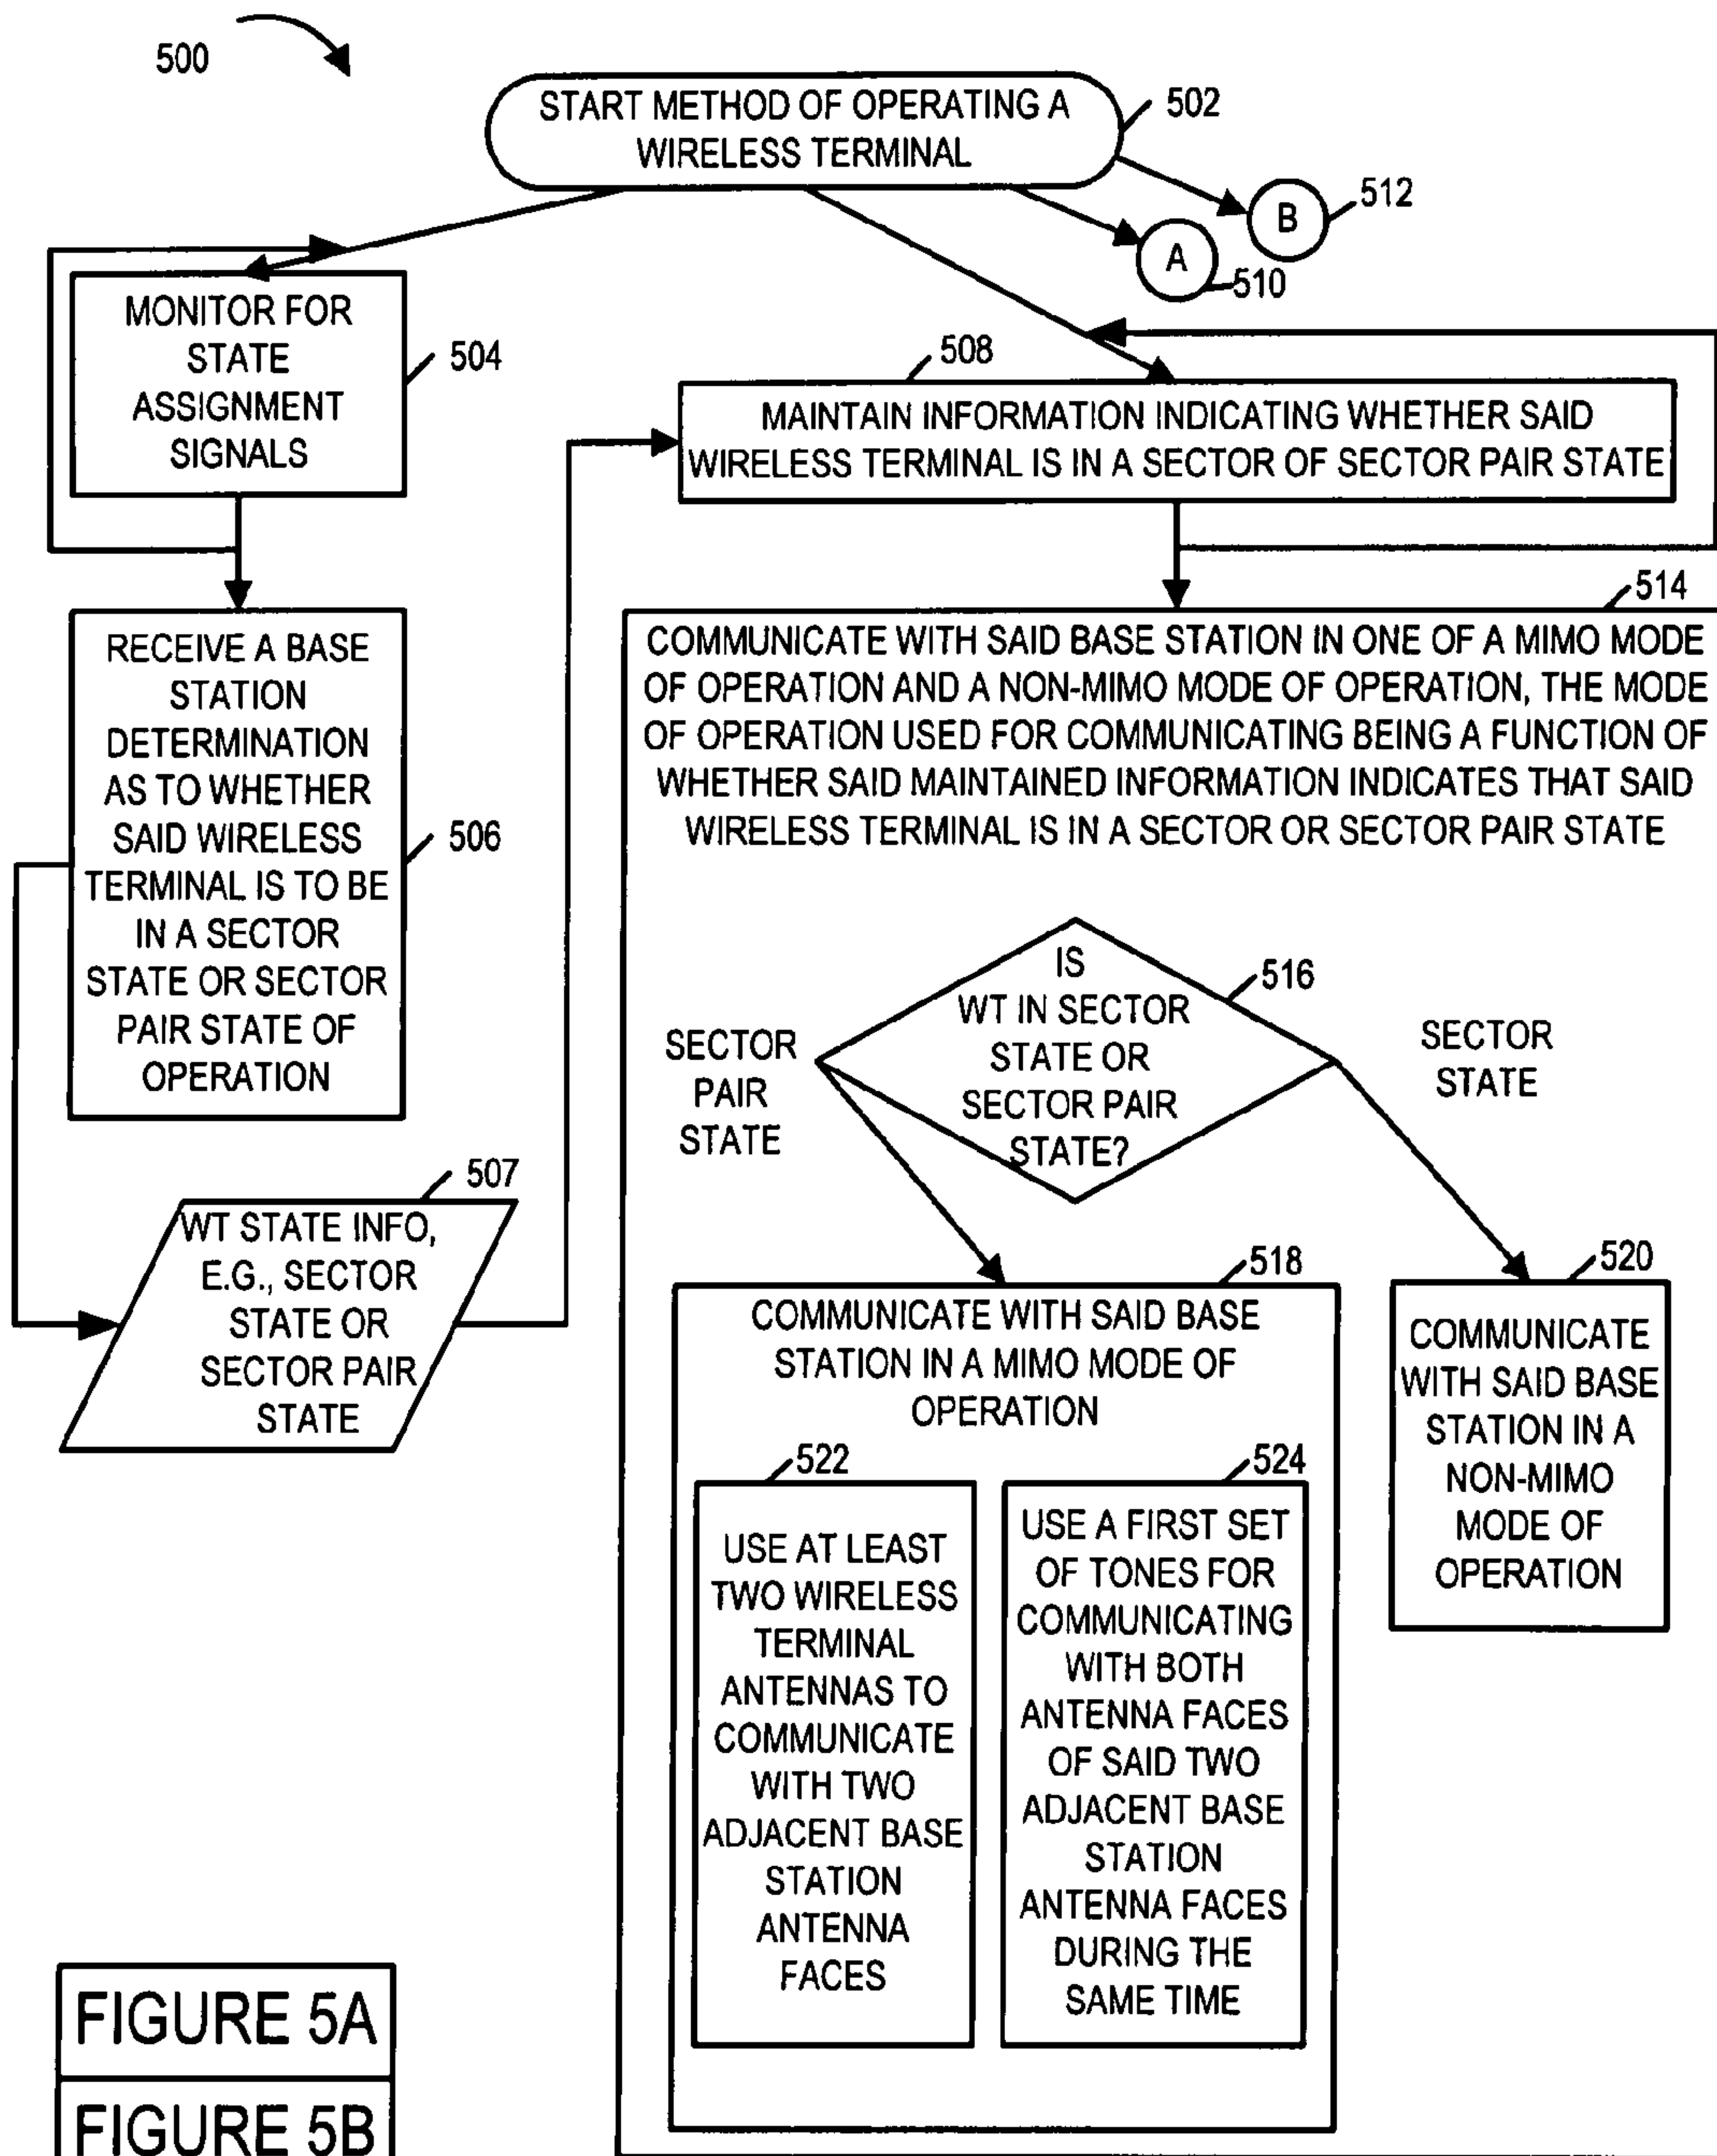 500
START METHOD OF OPERATING A
WIRELESS TERMINAL
502
B
512
A
510
MONITOR FOR
STATE
ASSIGNMENT
SIGNALS
504
508
MAINTAIN INFORMATION INDICATING WHETHER SAID
WIRELESS TERMINAL IS IN A SECTOR OF SECTOR PAIR STATE
RECEIVE A BASE
STATION
DETERMINATION
AS TO WHETHER
SAID WIRELESS
TERMINAL IS TO BE
IN A SECTOR
STATE OR SECTOR
PAIR STATE OF
OPERATION
506
507
WT STATE INFO,
E.G., SECTOR
STATE OR
SECTOR PAIR
STATE
514
COMMUNICATE WITH SAID BASE STATION IN ONE OF A MIMO MODE
OF OPERATION AND A NON-MIMO MODE OF OPERATION, THE MODE
OF OPERATION USED FOR COMMUNICATING BEING A FUNCTION OF
WHETHER SAID MAINTAINED INFORMATION INDICATES THAT SAID
WIRELESS TERMINAL IS IN A SECTOR OR SECTOR PAIR STATE
IS
WT IN SECTOR
STATE OR
SECTOR PAIR
STATE?
516
SECTOR
PAIR
STATE
SECTOR
STATE
518
COMMUNICATE WITH SAID BASE
STATION IN A MIMO MODE OF
OPERATION
520
COMMUNICATE
WITH SAID BASE
STATION IN A
NON-MIMO
MODE OF
OPERATION
522
USE AT LEAST
TWO WIRELESS
TERMINAL
ANTENNAS TO
COMMUNICATE
WITH TWO
ADJACENT BASE
STATION
ANTENNA
FACES
524
USE A FIRST SET
OF TONES FOR
COMMUNICATING
WITH BOTH
ANTENNA FACES
OF SAID TWO
ADJACENT BASE
STATION
ANTENNA FACES
DURING THE
SAME TIME
FIGURE 5A
FIGURE 5B